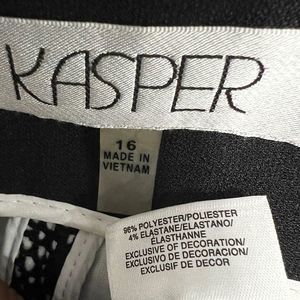 KASPER
16
MADE IN
VIETNAM
96% POLYESTER/POLIESTER
4% ELASTANE/ELASTANO/
ÉLASTHANNE
EXCLUSIVE OF DECORATION/
EXCLUSIVO DE DECORACION/
EXCLUSIF DE DECOR